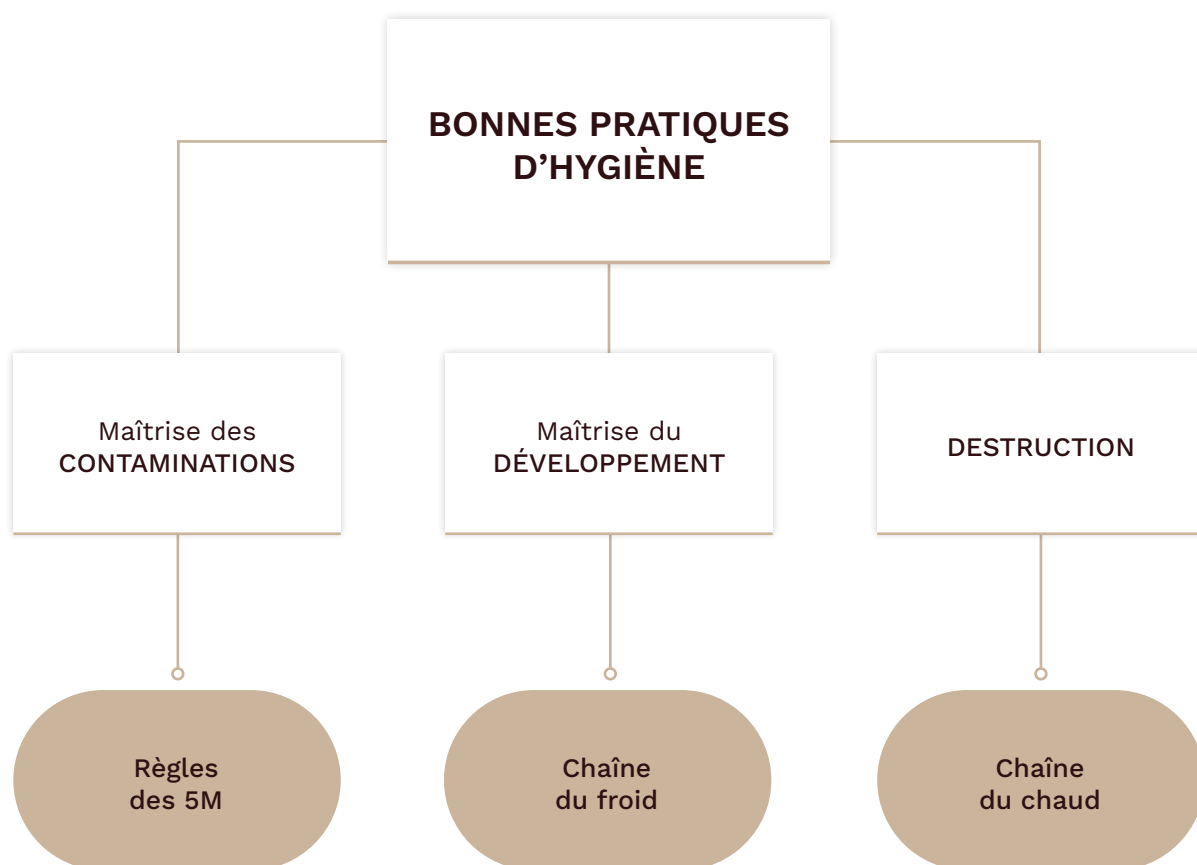 BONNES PRATIQUES
D’HYGIÈNE
Maîtrise des
CONTAMINATIONS
Maîtrise du
DÉVELOPPEMENT
DESTRUCTION
Règles
des 5M
Chaîne
du froid
Chaîne
du chaud